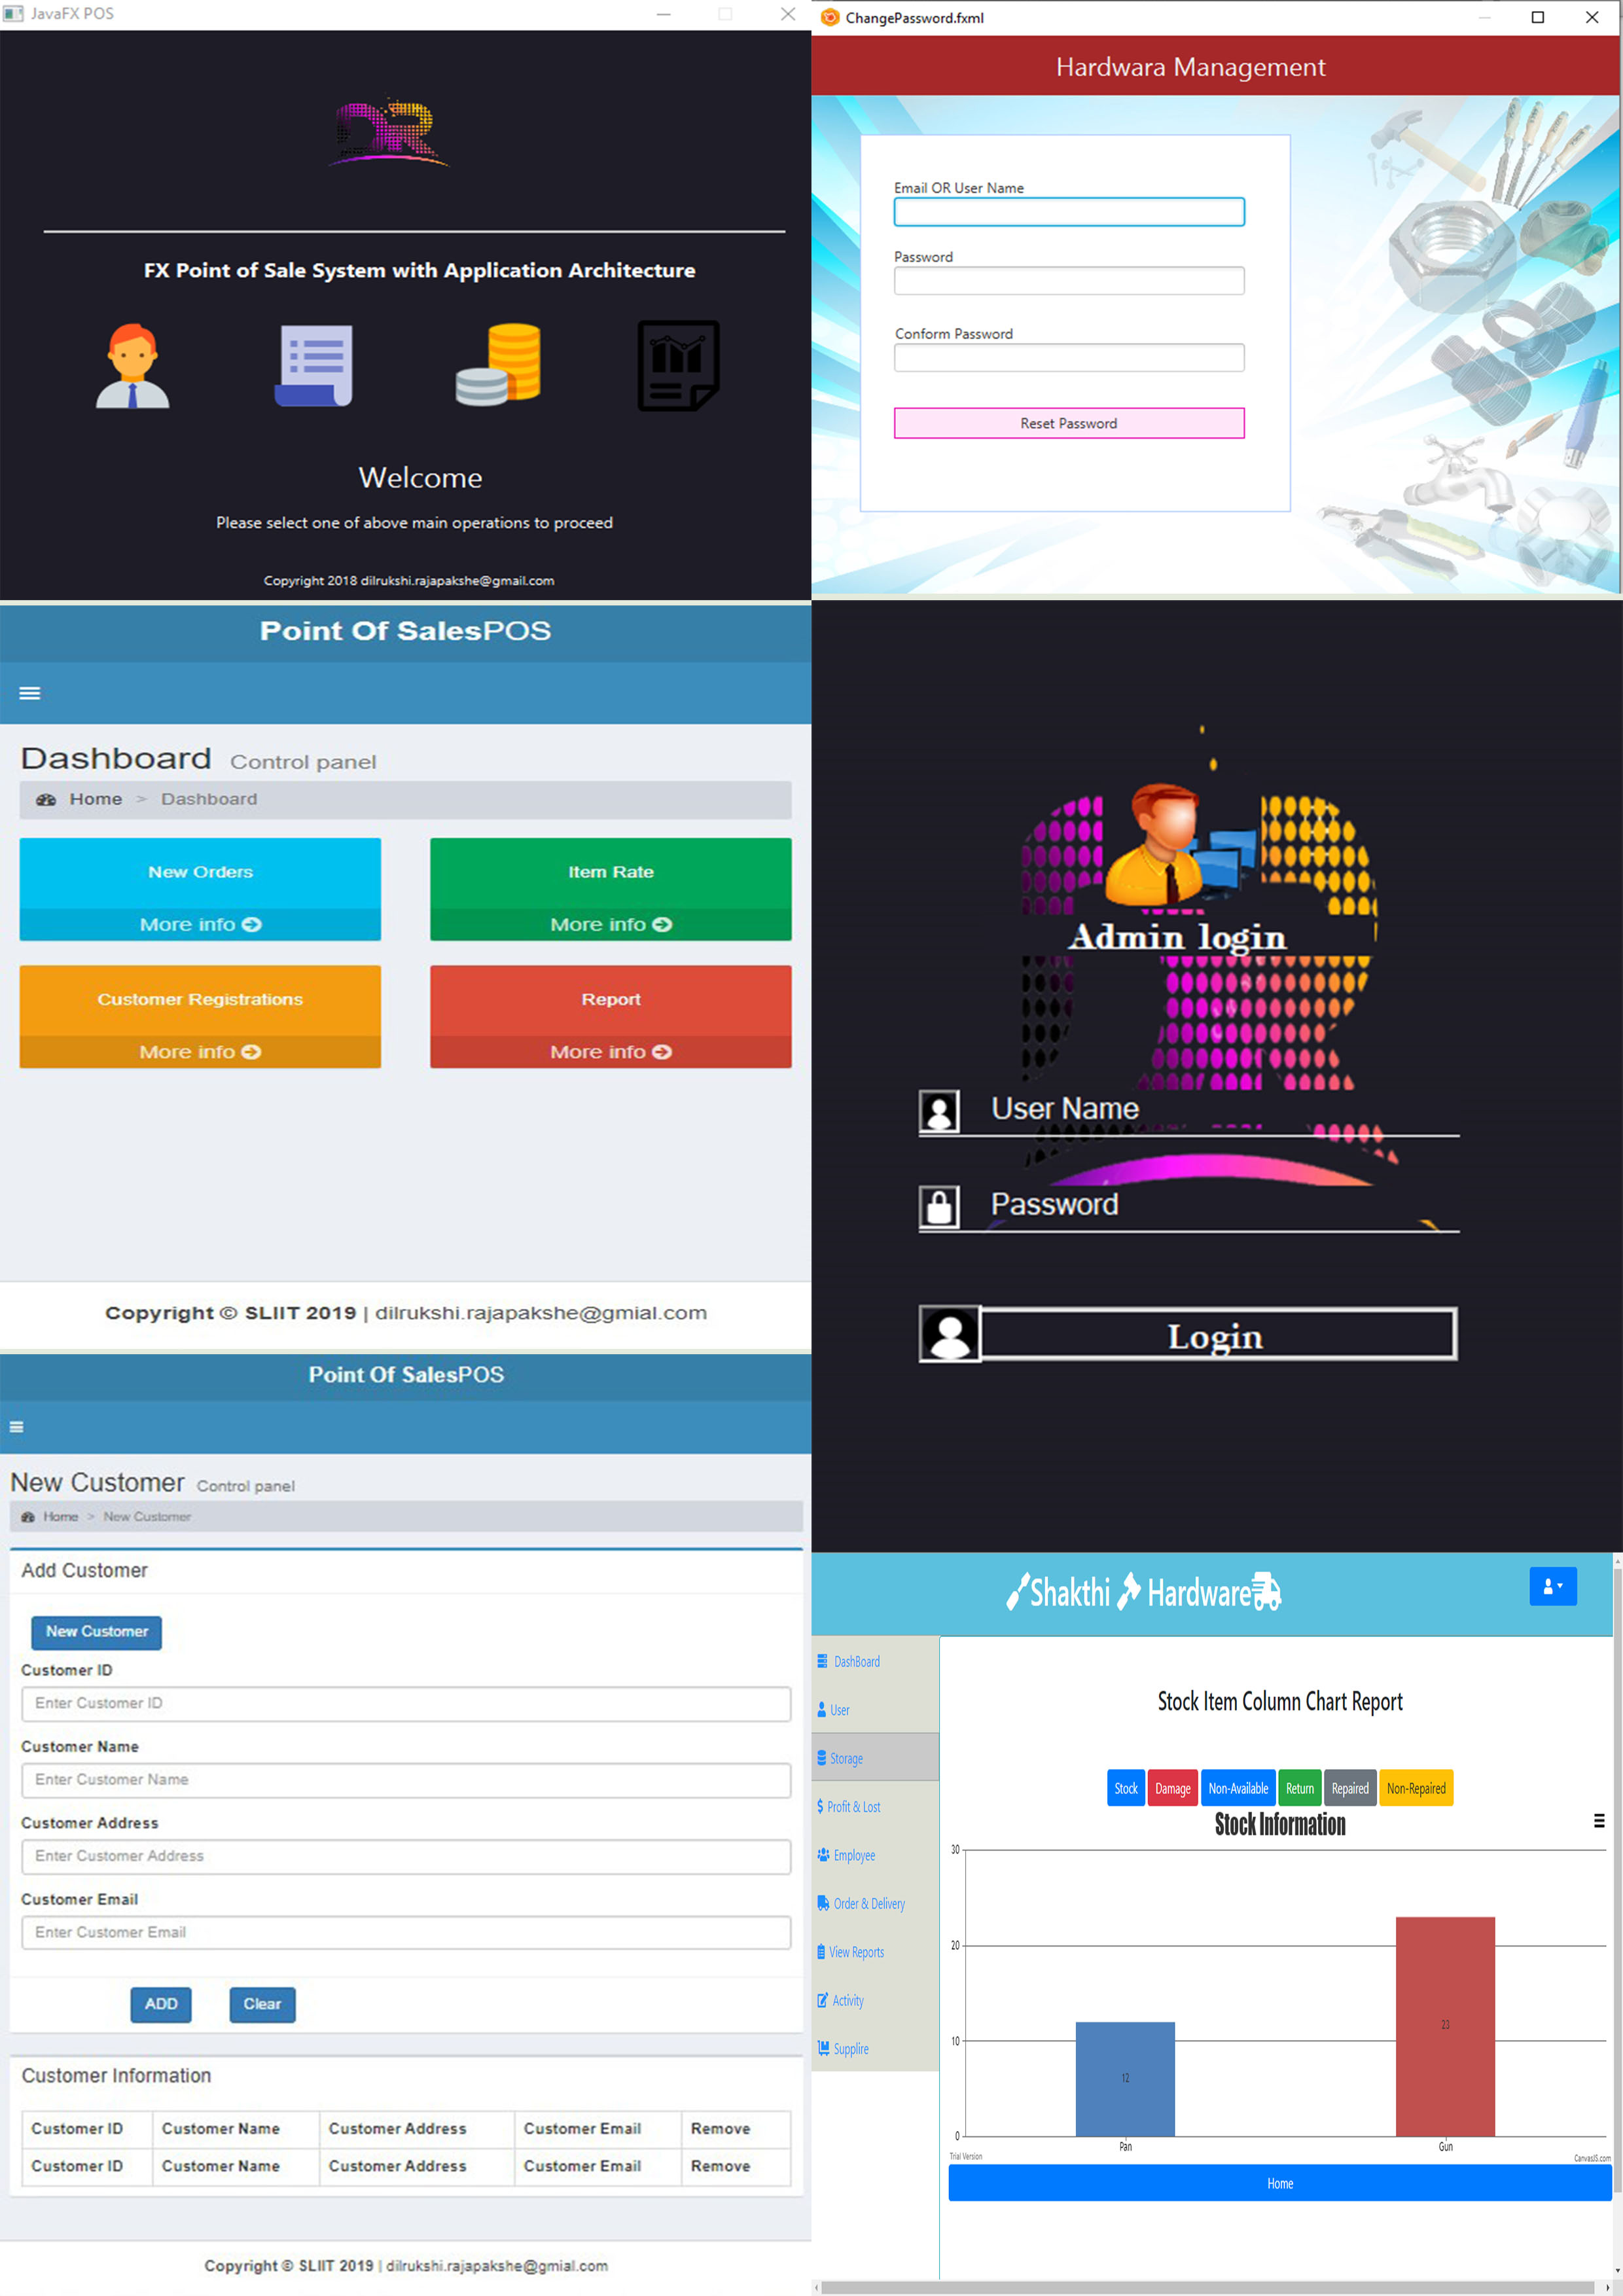 JavaFX POS
DR
FX Point of Sale System with Application Architecture
Welcome
Please select one of above main operations to proceed
Copyright 2018 dilrukshi.rajapakshe@gmail.com
ChangePassword.fxml
Hardwara Management
Email OR User Name
Password
Conform Password
Reset Password
Point Of SalesPOS
Dashboard Control panel
Home > Dashboard
New Orders
More info
Item Rate
More info
Customer Registrations
More info
Report
More info
Copyright © SLIIT 2019 | dilrukshi.rajapakshe@gmial.com
Admin login
User Name
Password
Login
Point Of SalesPOS
New Customer Control panel
Home > New Customer
Add Customer
New Customer
Customer ID
Enter Customer ID
Customer Name
Enter Customer Name
Customer Address
Enter Customer Address
Customer Email
Enter Customer Email
ADD Clear
Customer Information
Customer ID Customer Name Customer Address Customer Email Remove
Customer ID Customer Name Customer Address Customer Email Remove
Copyright © SLIIT 2019 | dilrukshi.rajapakshe@gmial.com
Shakthi Hardware
DashBoard
User
Storage
Profit & Lost
Employee
Order & Delivery
View Reports
Activity
Supplire
Stock Item Column Chart Report
Stock Damage Non-Available Return Repaired Non-Repaired
Stock Information
30
20
10
0
12
23
Pan Gun
Trial Version CanvasJS.com
Home